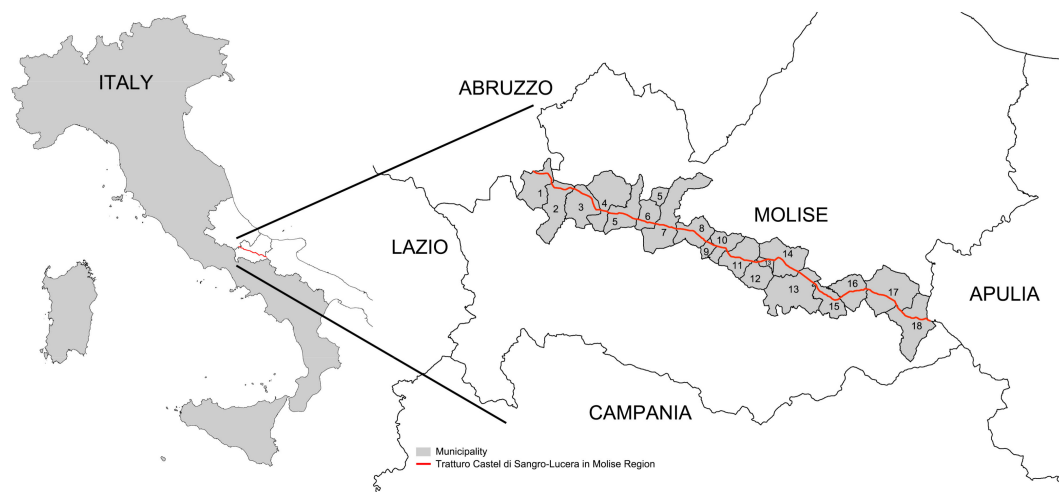 ITALY
ABRUZZO
LAZIO
MOLISE
APULIA
CAMPANIA
1
2
3
4
5
5
6
7
8
9
10
11
12
13
14
15
16
17
18
Municipality
Tratturo Castel di Sangro-Lucera in Molise Region